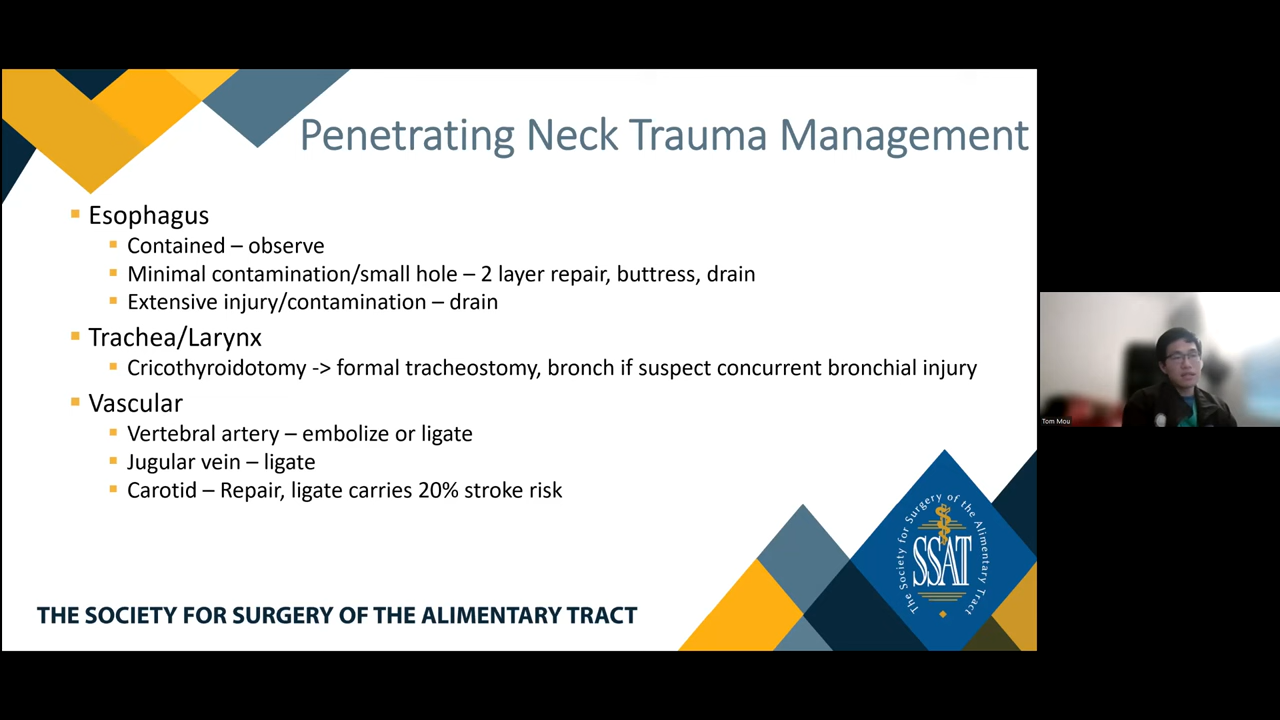 Penetrating Neck Trauma Management
Esophagus
Contained – observe
Minimal contamination/small hole – 2 layer repair, buttress, drain
Extensive injury/contamination – drain
Trachea/Larynx
Cricothyroidotomy -> formal tracheostomy, bronch if suspect concurrent bronchial injury
Vascular
Vertebral artery – embolize or ligate
Jugular vein – ligate
Carotid – Repair, ligate carries 20% stroke risk
Tom Mou
The Society for Surgery of the Alimentary Tract
SSAT
THE SOCIETY FOR SURGERY OF THE ALIMENTARY TRACT